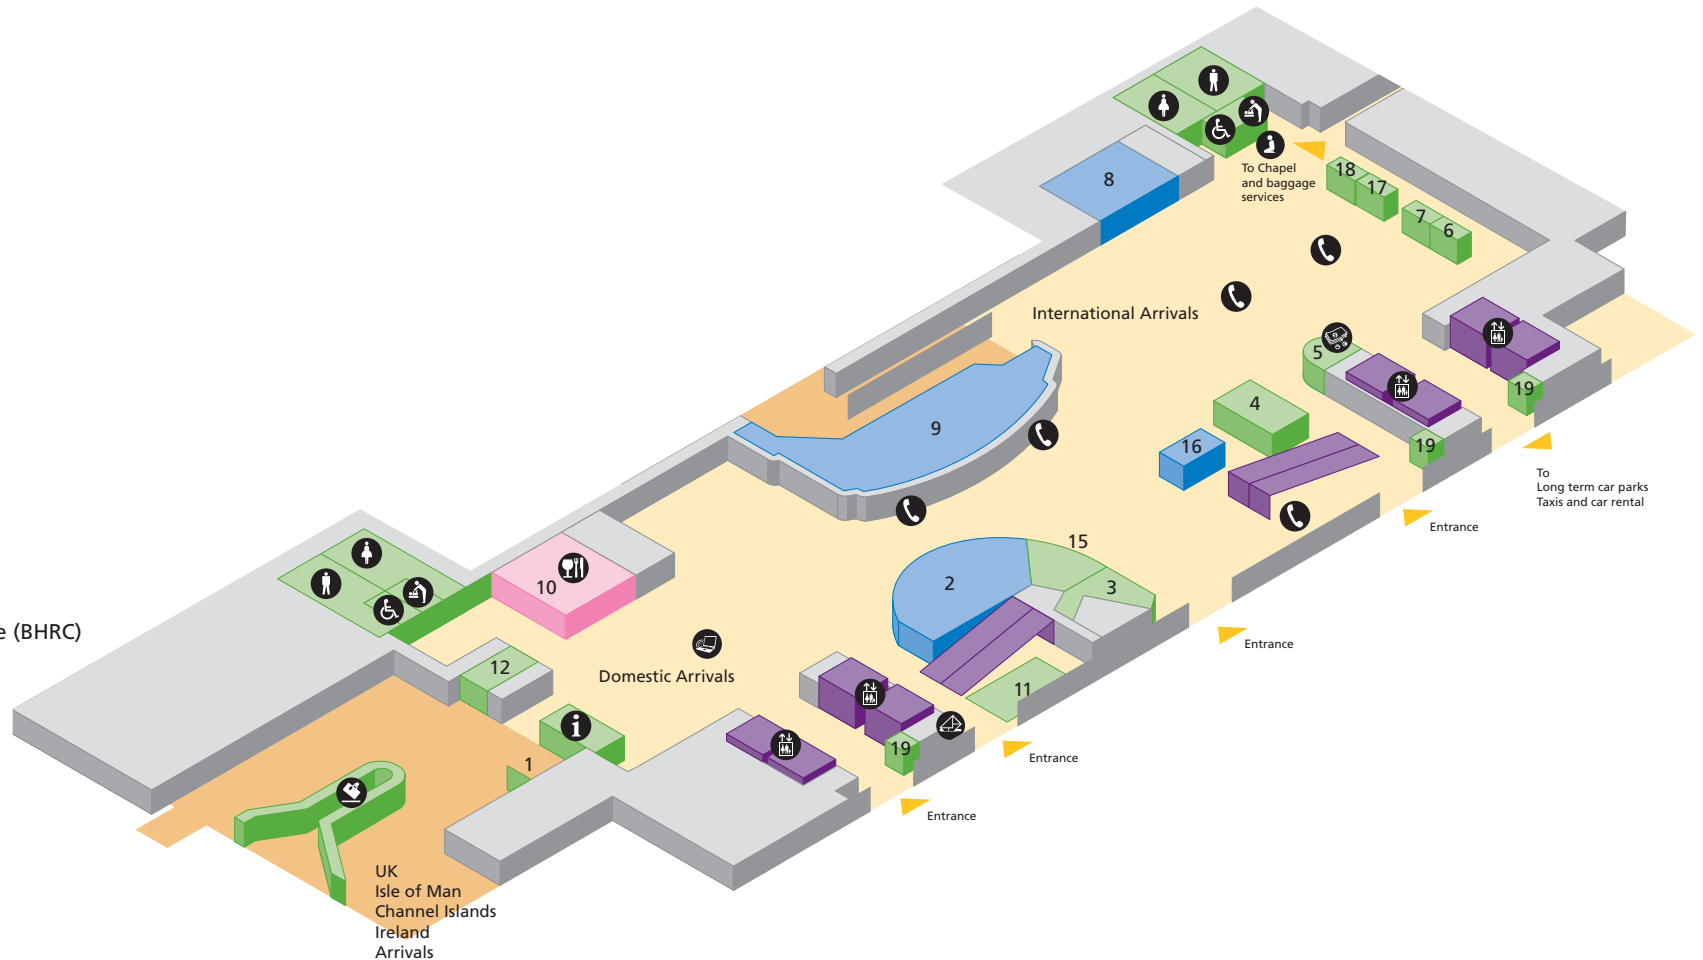 8
To Chapel
and baggage
services
18
17
7
6
International Arrivals
5
19
4
9
16
19
To
Long term car parks
Taxis and car rental
Entrance
15
2
3
10
e (BHRC)
Entrance
12
Domestic Arrivals
11
i
19
Entrance
1
Entrance
UK
Isle of Man
Channel Islands
Ireland
Arrivals